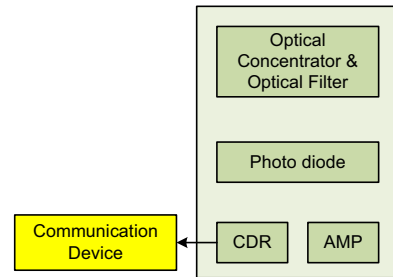 Optical
Concentrator &
Optical Filter
Photo diode
Communication
Device
CDR
AMP